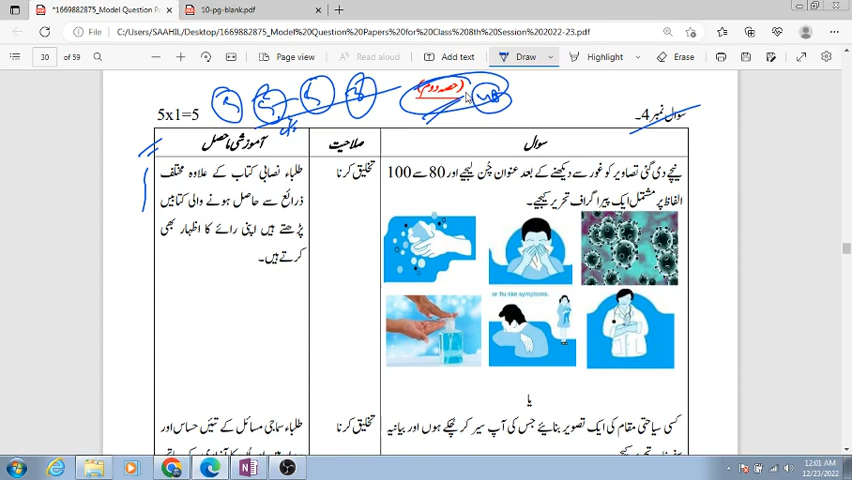 *1669882875_Model Question P
10-pg-blank.pdf
File
C:/Users/SAAHIL/Desktop/1669882875_Model%20Question%20Papers%20for%20Class%208th%20Session%202022-23.pdf
30
of 59
Page view
Add text
Draw
Highlight
Erase
(حصہ دوم)
سوال نمبر 4۔
5x1=5
سوال
صلاحیت
آموزشی ماحصل
نیچے دی گئی تصاویر کو غور سے دیکھنے کے بعد عنوان چُن لیجیے اور 80 سے 100
الفاظ پر مشتمل ایک پیراگراف تحریر کیجیے۔
تخلیق کرنا
طلباء نصابی کتاب کے علاوہ مختلف
ذرائع سے حاصل ہونے والی کتابیں
پڑھتے ہیں اپنی رائے کا اظہار بھی
کرتے ہیں۔
or flu-like symptoms.
یا
کسی سیاحتی مقام کی ایک تصویر بنائیے جس کی آپ سیر کر چکے ہوں اور بیانیہ
تخلیق کرنا
طلباء سماجی مسائل کے تئیں حساس اور
12:01 AM
12/23/2022